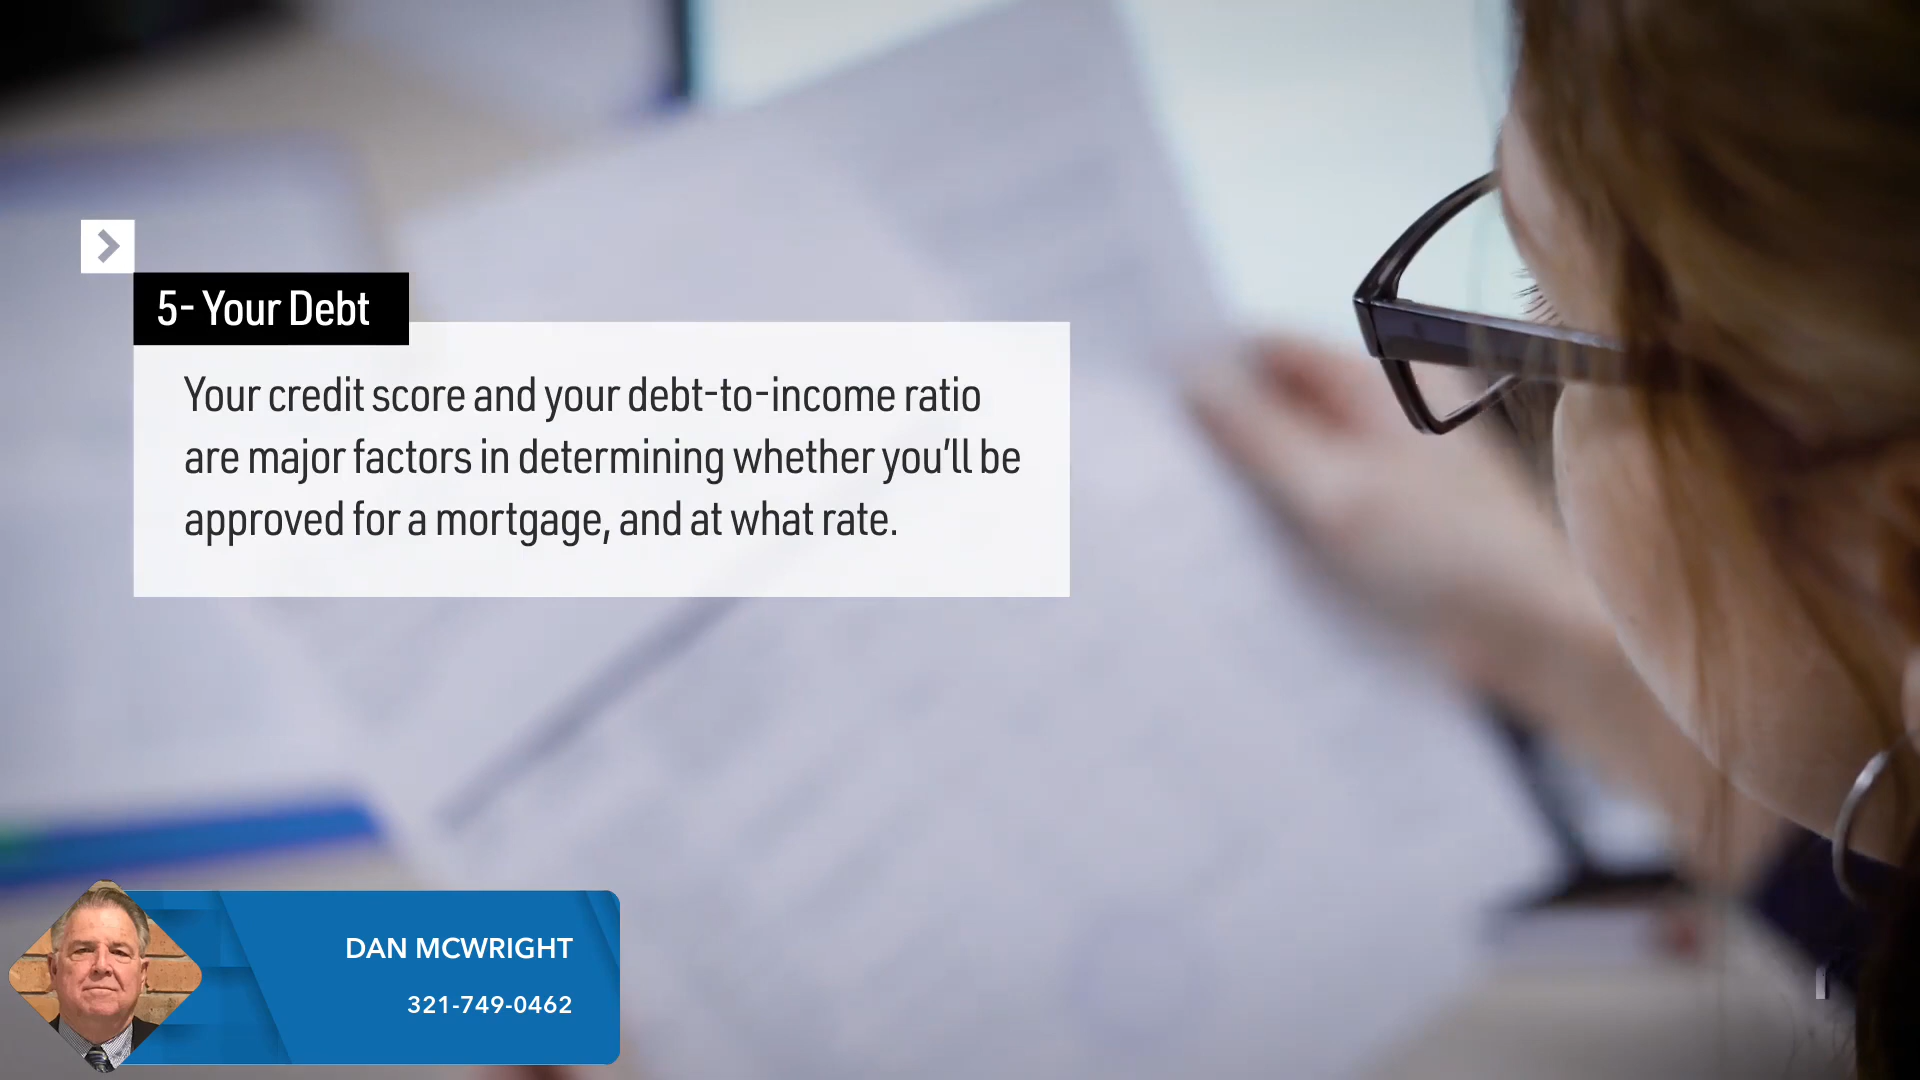 5- Your Debt
Your credit score and your debt-to-income ratio
are major factors in determining whether you'll be
approved for a mortgage, and at what rate.
DAN MCWRIGHT
321-749-0462